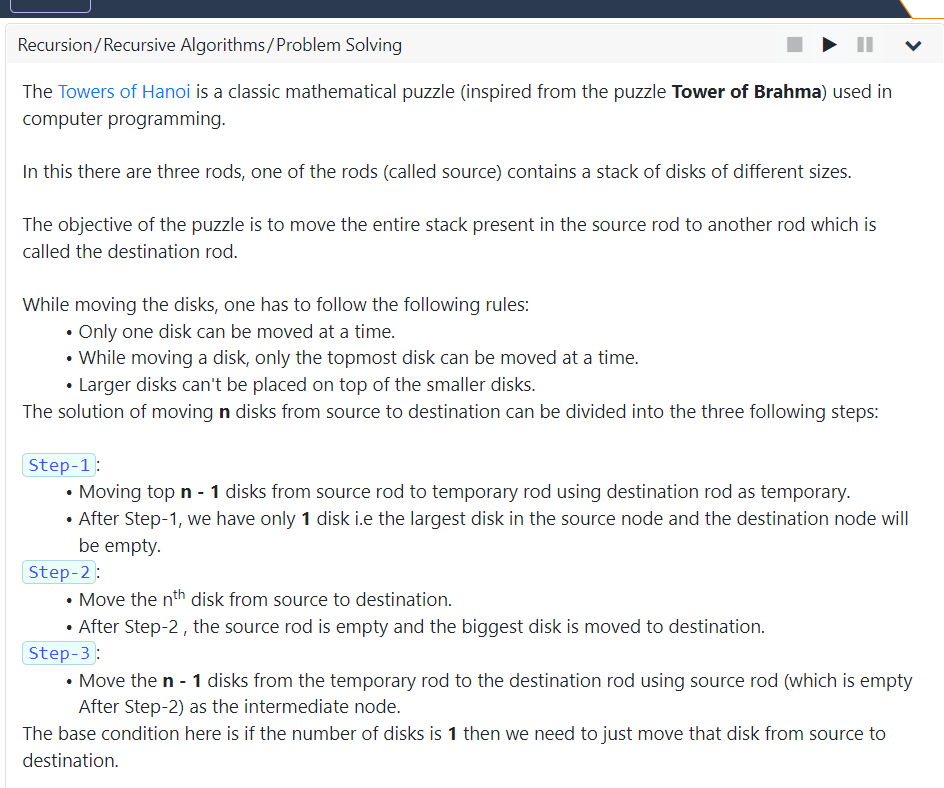 Recursion/Recursive Algorithms/Problem Solving
The Towers of Hanoi is a classic mathematical puzzle (inspired from the puzzle Tower of Brahma) used in
computer programming.
In this there are three rods, one of the rods (called source) contains a stack of disks of different sizes.
The objective of the puzzle is to move the entire stack present in the source rod to another rod which is
called the destination rod.
While moving the disks, one has to follow the following rules:
• Only one disk can be moved at a time.
• While moving a disk, only the topmost disk can be moved at a time.
• Larger disks can't be placed on top of the smaller disks.
The solution of moving n disks from source to destination can be divided into the three following steps:
Step-1:
• Moving top n - 1 disks from source rod to temporary rod using destination rod as temporary.
• After Step-1, we have only 1 disk i.e the largest disk in the source node and the destination node will
be empty.
Step-2:
• Move the nth disk from source to destination.
• After Step-2 , the source rod is empty and the biggest disk is moved to destination.
Step-3:
• Move the n - 1 disks from the temporary rod to the destination rod using source rod (which is empty
After Step-2) as the intermediate node.
The base condition here is if the number of disks is 1 then we need to just move that disk from source to
destination.